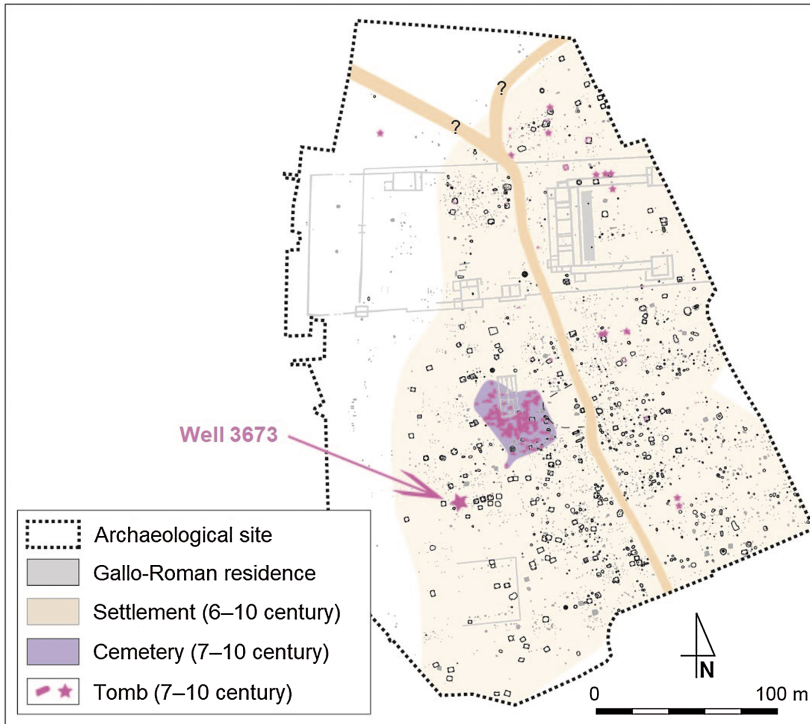 ?
?
Well 3673
Archaeological site
Gallo-Roman residence
Settlement (6–10 century)
Cemetery (7–10 century)
Tomb (7–10 century)
N
0 100 m